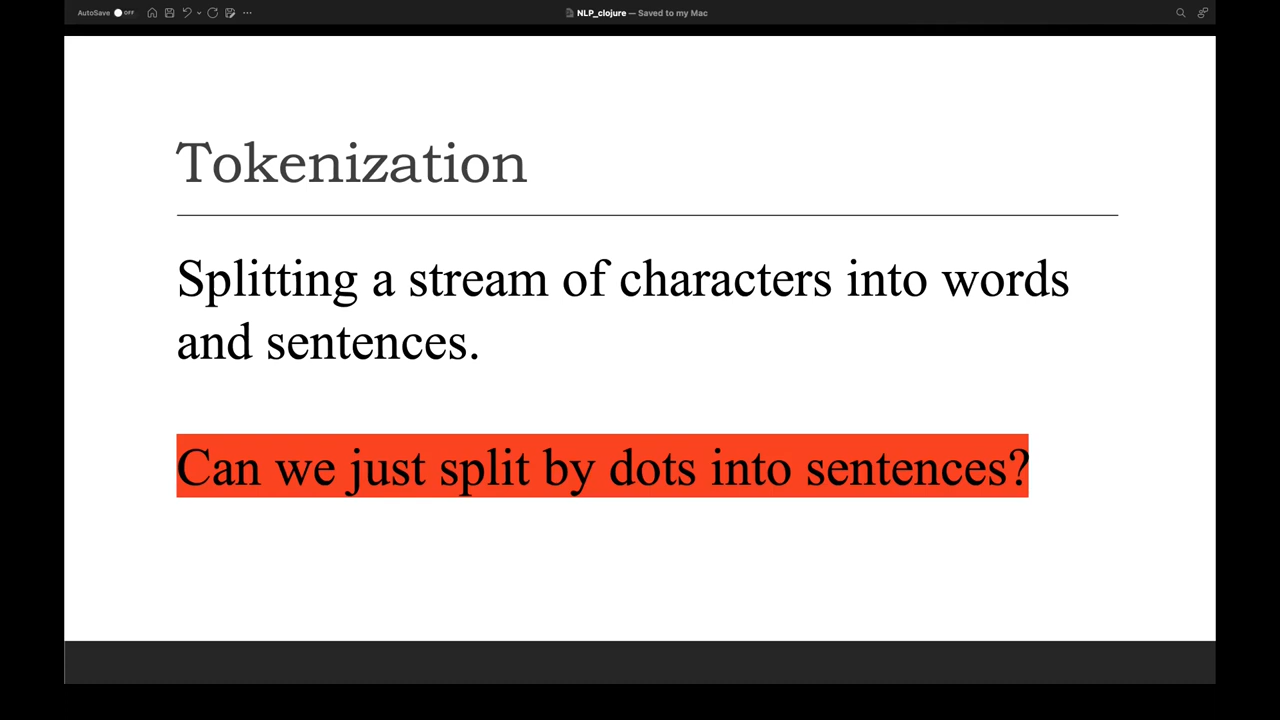 AutoSave OFF
NLP_clojure — Saved to my Mac
Tokenization
Splitting a stream of characters into words
and sentences.
Can we just split by dots into sentences?